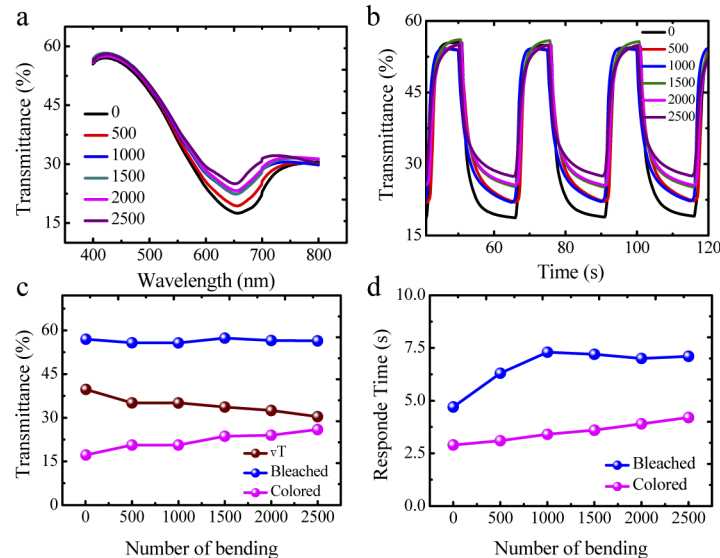 a
60
45
30
15
Transmittance (%)
0
500
1000
1500
2000
2500
400 500 600 700 800
Wavelength (nm)
b
60
45
30
15
Transmittance (%)
0
500
1000
1500
2000
2500
60 80 100 120
Time (s)
c
75
60
45
30
15
0
Transmittance (%)
vT
Bleached
Colored
0 500 1000 1500 2000 2500
Number of bending
d
10.0
7.5
5.0
2.5
0.0
Responde Time (s)
Bleached
Colored
0 500 1000 1500 2000 2500
Number of bending